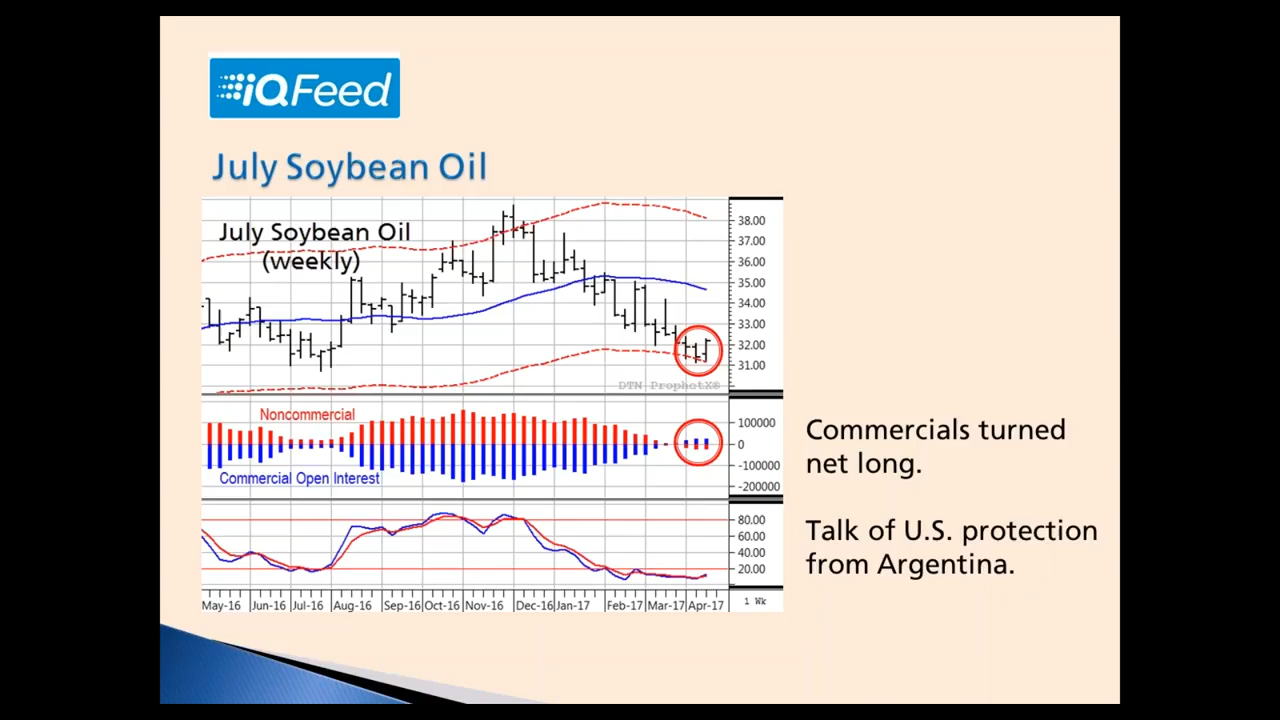 iQFeed
July Soybean Oil
July Soybean Oil
(weekly)
38.00
37.00
36.00
35.00
34.00
33.00
32.00
31.00
DTN ProphetX®
Noncommercial
Commercial Open Interest
100000
0
-100000
-200000
80.00
60.00
40.00
20.00
May-16 Jun-16 Jul-16 Aug-16 Sep-16 Oct-16 Nov-16 Dec-16 Jan-17 Feb-17 Mar-17 Apr-17 1 Wk
Commercials turned
net long.
Talk of U.S. protection
from Argentina.